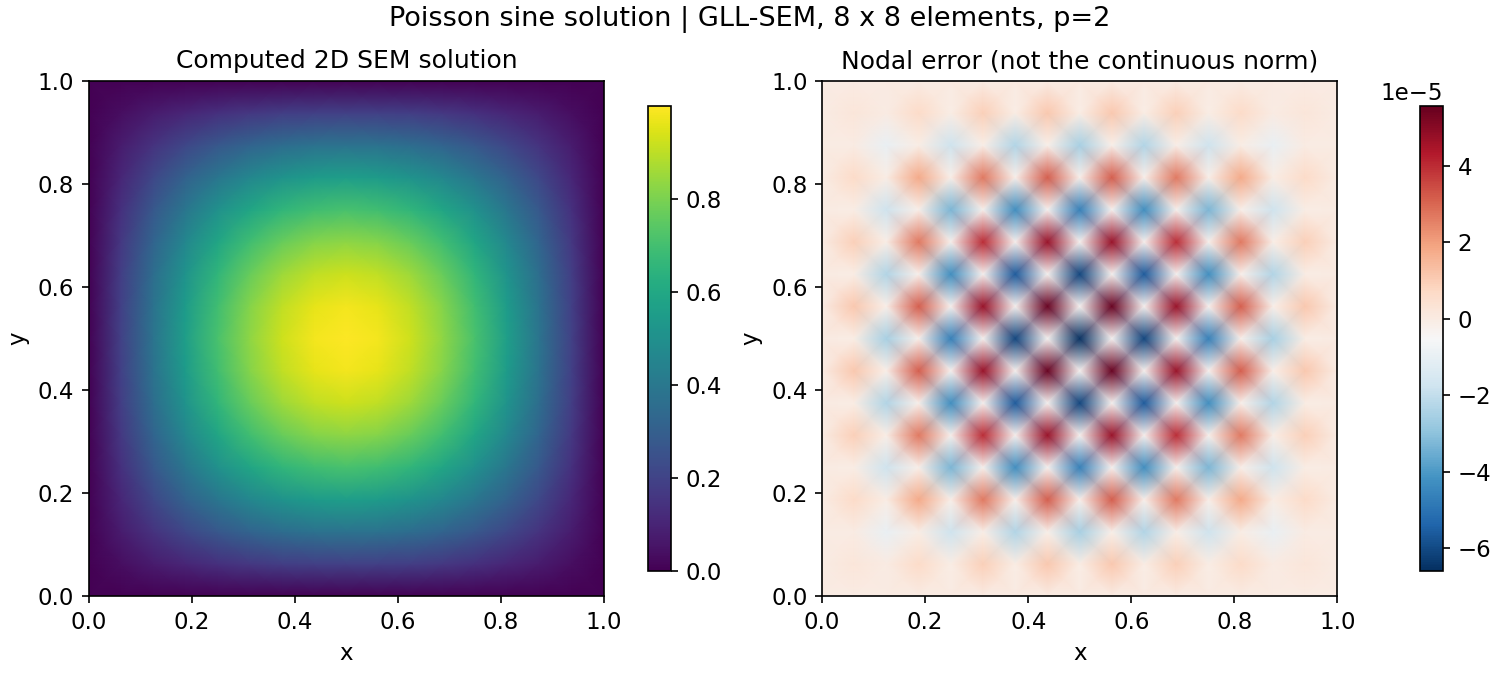 Poisson sine solution | GLL-SEM, 8 x 8 elements, p=2
Computed 2D SEM solution
1.0
0.8
0.6
0.4
0.2
0.0
y
0.0 0.2 0.4 0.6 0.8 1.0
x
0.8
0.6
0.4
0.2
0.0
Nodal error (not the continuous norm)
1.0
0.8
0.6
0.4
0.2
0.0
y
0.0 0.2 0.4 0.6 0.8 1.0
x
1e−5
4
2
0
−2
−4
−6